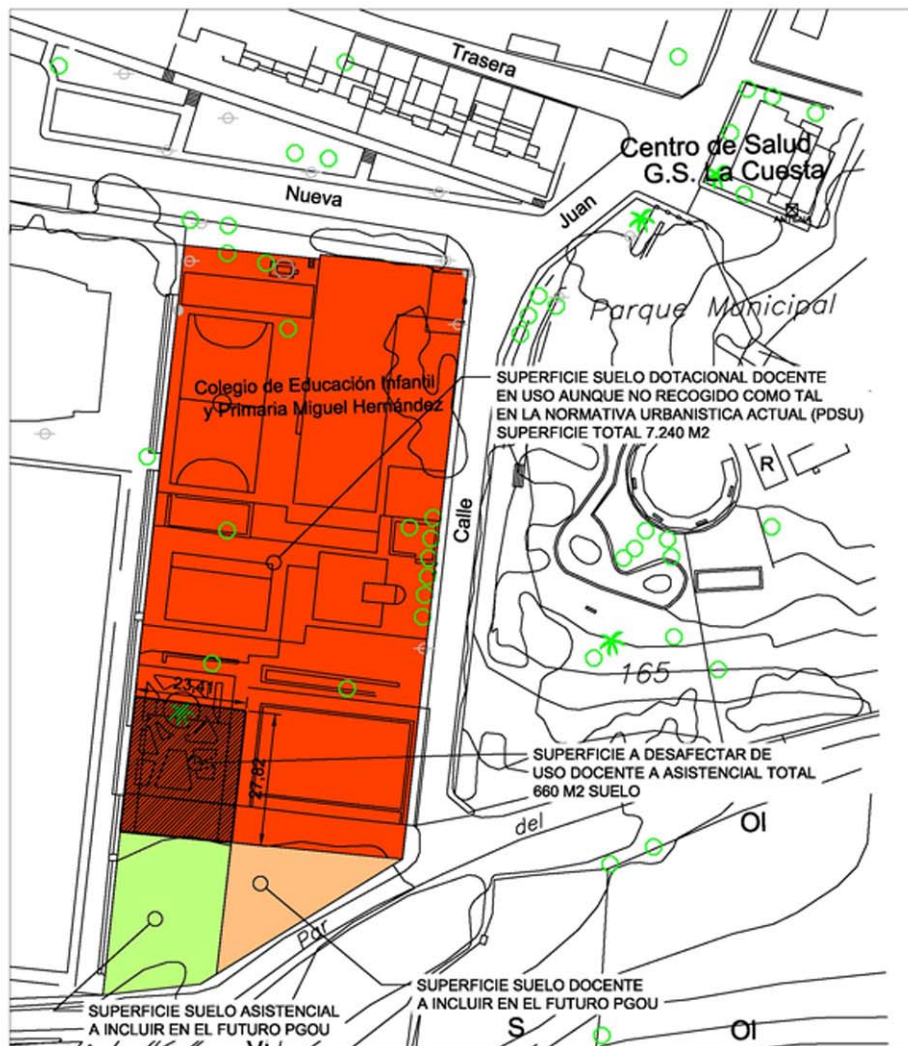 Trasera
Centro de Salud
G.S. La Cuesta
Nueva
Juan
ANTENA
Parque Municipal
Colegio de Educación Infantil
y Primaria Miguel Hernández
SUPERFICIE SUELO DOTACIONAL DOCENTE
EN USO AUNQUE NO RECOGIDO COMO TAL
EN LA NORMATIVA URBANISTICA ACTUAL (PDSU)
SUPERFICIE TOTAL 7.240 M2
R
Calle
165
23,41
27,82
SUPERFICIE A DESAFECTAR DE
USO DOCENTE A ASISTENCIAL TOTAL
660 M2 SUELO
del
Ol
Par
SUPERFICIE SUELO DOCENTE
A INCLUIR EN EL FUTURO PGOU
SUPERFICIE SUELO ASISTENCIAL
A INCLUIR EN EL FUTURO PGOU
S
Ol